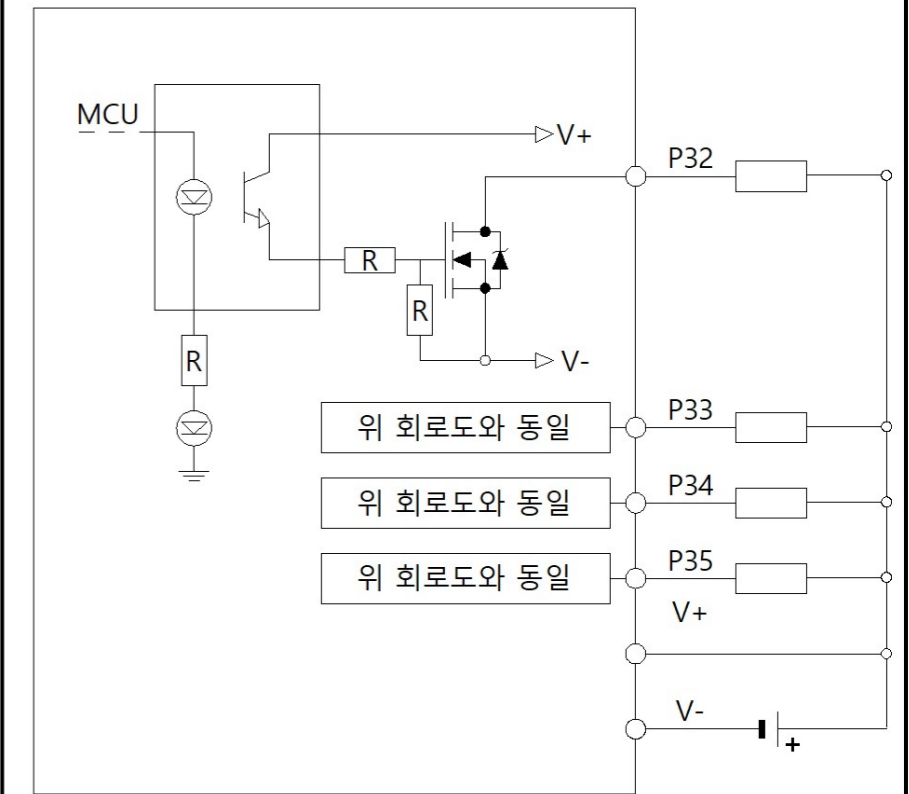 MCU
V+
P32
R
R
R
V-
위 회로도와 동일
P33
위 회로도와 동일
P34
위 회로도와 동일
P35
V+
V-
+